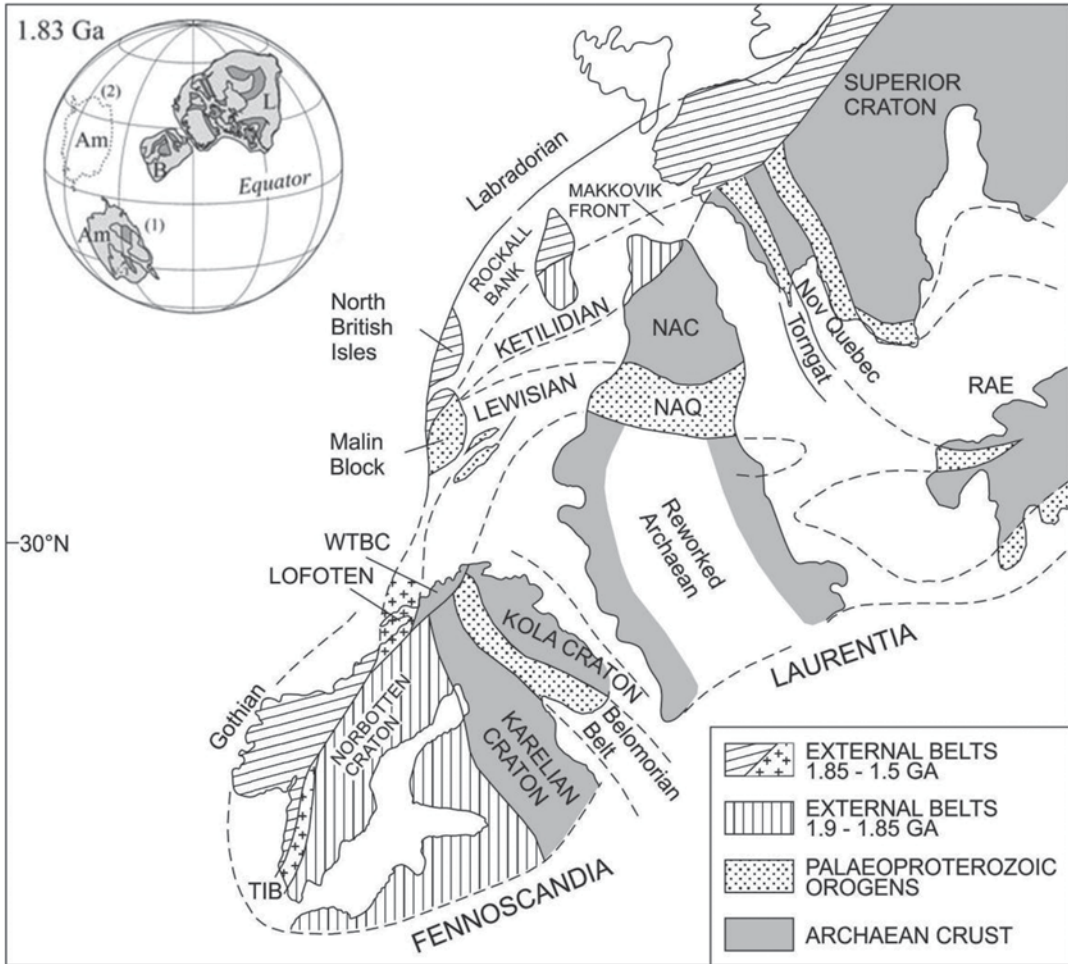 1.83 Ga
(2)
Am
L
B
Equator
(1)
Am
SUPERIOR
CRATON
Labradorian
MAKKOVIK
FRONT
ROCKALL
BANK
North
British
Isles
KETILIDIAN
NAC
Nov Quebec
Torngat
LEWISIAN
NAQ
RAE
Malin
Block
Reworked
Archaean
30°N
WTBC
LOFOTEN
KOLA CRATON
LAURENTIA
Gothian
NORBOTTEN
CRATON
KARELIAN
CRATON
Belomorian
Belt
TIB
FENNOSCANDIA
EXTERNAL BELTS
1.85 - 1.5 GA
EXTERNAL BELTS
1.9 - 1.85 GA
PALAEOPROTEROZOIC
OROGENS
ARCHAEAN CRUST